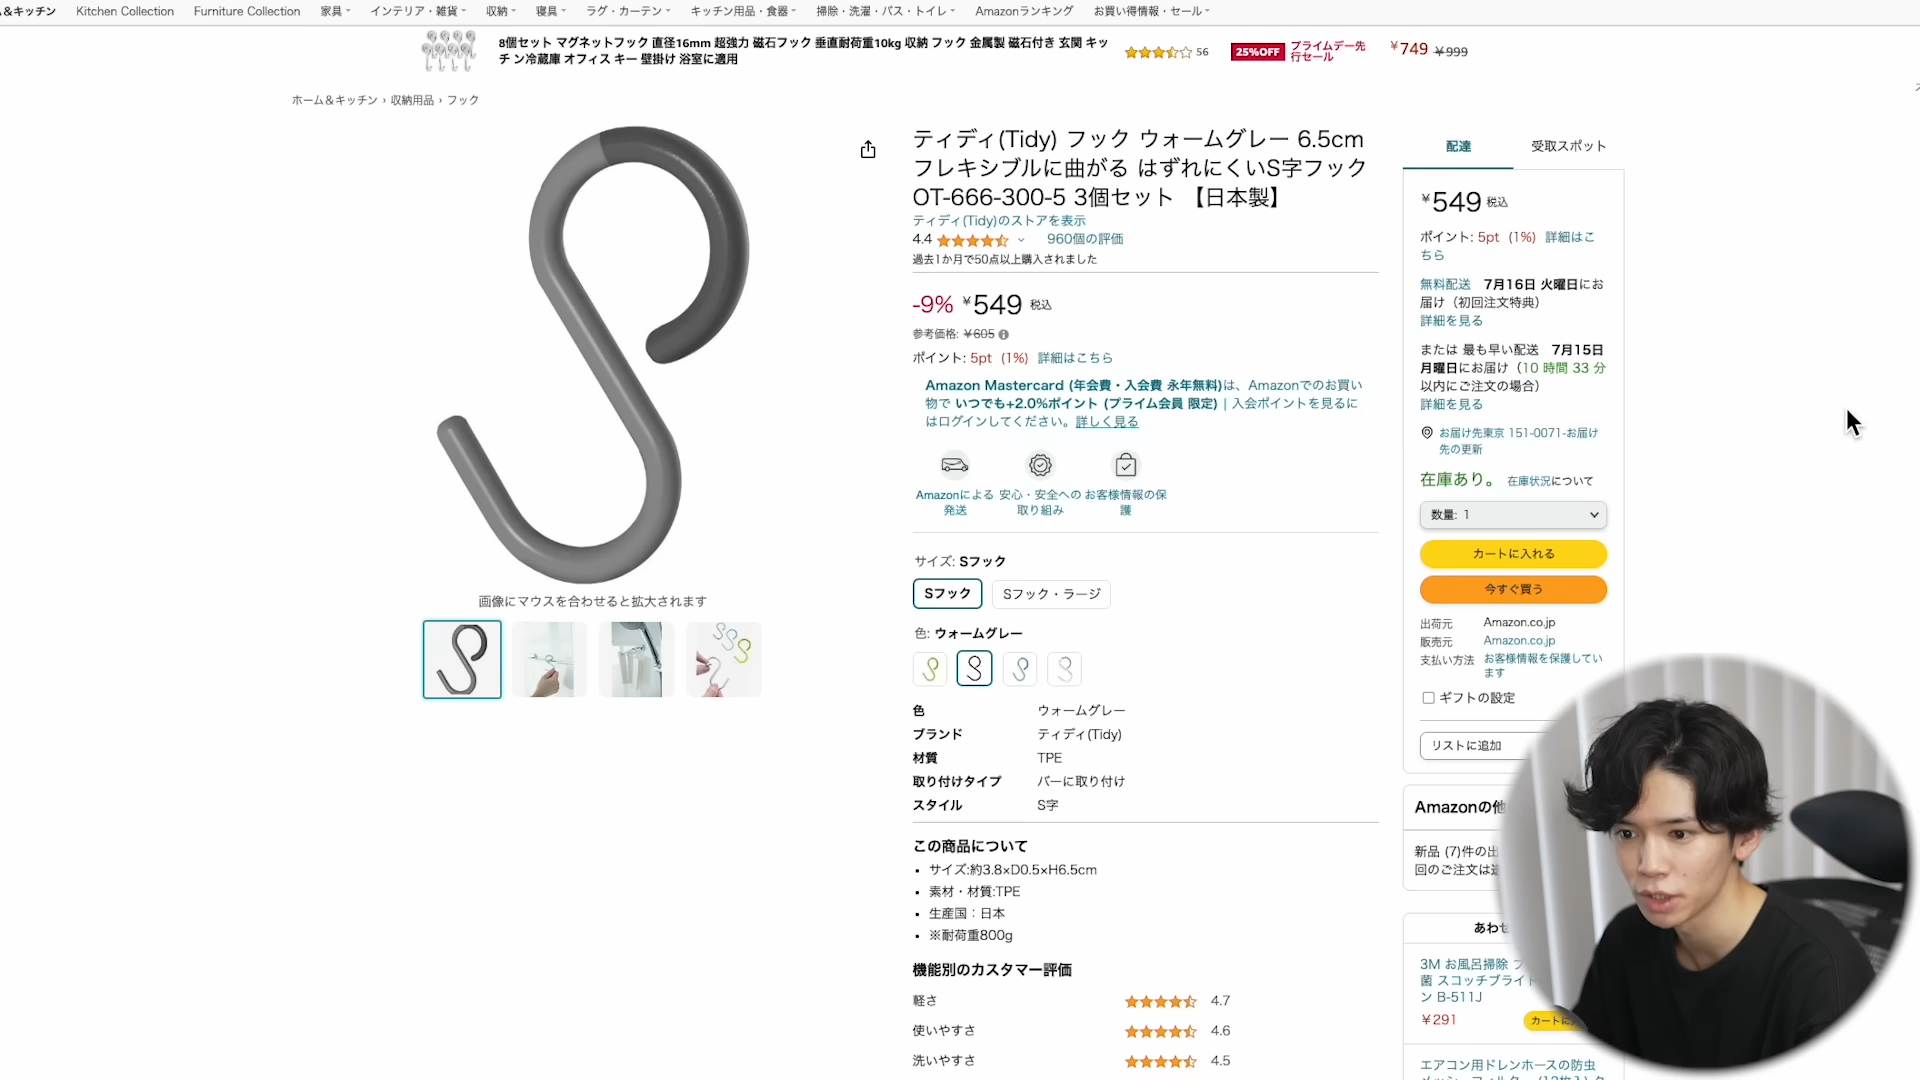 &キッチン Kitchen Collection Furniture Collection 家具 インテリア・雑貨 収納 寝具 ラグ・カーテン キッチン用品・食器 掃除・洗濯・バス・トイレ Amazonランキング お買い得情報・セール
8個セット マグネットフック 直径16mm 超強力 磁石フック 垂直耐荷重10kg 収納 フック 金属製 磁石付き 玄関 キッ
チン冷蔵庫 オフィス キー 壁掛け 浴室に適用
56
25%OFF
プライムデー先
行セール
¥749 ¥999
ホーム&キッチン › 収納用品 › フック
画像にマウスを合わせると拡大されます
ティディ(Tidy) フック ウォームグレー 6.5cm
フレキシブルに曲がる はずれにくいS字フック
OT-666-300-5 3個セット 【日本製】
ティディ(Tidy)のストアを表示
4.4 960個の評価
過去1か月で50点以上購入されました
-9% ¥549 税込
参考価格: ¥605
ポイント: 5pt (1%) 詳細はこちら
Amazon Mastercard (年会費・入会費 永年無料)は、Amazonでのお買い
物で いつでも+2.0%ポイント (プライム会員 限定) | 入会ポイントを見るに
はログインしてください。詳しく見る
Amazonによる
発送
安心・安全への
取り組み
お客様情報の保
護
サイズ: Sフック
Sフック Sフック・ラージ
色: ウォームグレー
色 ウォームグレー
ブランド ティディ(Tidy)
材質 TPE
取り付けタイプ バーに取り付け
スタイル S字
この商品について
• サイズ:約3.8×D0.5×H6.5cm
• 素材・材質:TPE
• 生産国：日本
• ※耐荷重800g
機能別のカスタマー評価
軽さ 4.7
使いやすさ 4.6
洗いやすさ 4.5
配達 受取スポット
¥549 税込
ポイント: 5pt (1%) 詳細はこ
ちら
無料配送 7月16日 火曜日にお
届け（初回注文特典）
詳細を見る
または 最も早い配送 7月15日
月曜日にお届け（10 時間 33 分
以内にご注文の場合）
詳細を見る
お届け先東京 151-0071-お届け
先の更新
在庫あり。 在庫状況について
数量: 1
カートに入れる
今すぐ買う
出荷元 Amazon.co.jp
販売元 Amazon.co.jp
支払い方法 お客様情報を保護してい
ます
ギフトの設定
リストに追加
Amazonの他
新品 (7)件の出
回のご注文は
あわせ
3M お風呂掃除
菌 スコッチブライト
ン B-511J
¥291
カートに
エアコン用ドレンホースの防虫